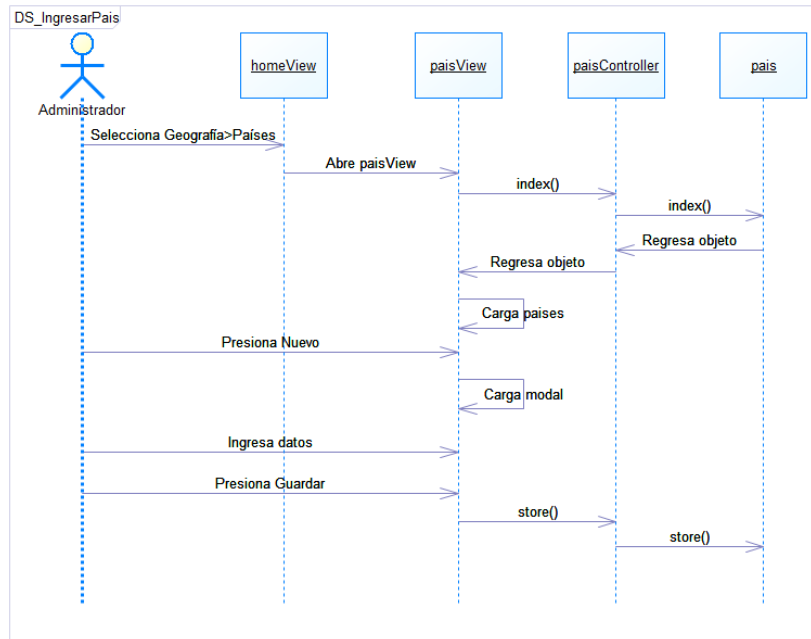 DS_IngresarPais
homeView
paisView
paisController
pais
Administrador
Selecciona Geografía>Países
Abre paisView
index()
index()
Regresa objeto
Regresa objeto
Carga paises
Presiona Nuevo
Carga modal
Ingresa datos
Presiona Guardar
store()
store()